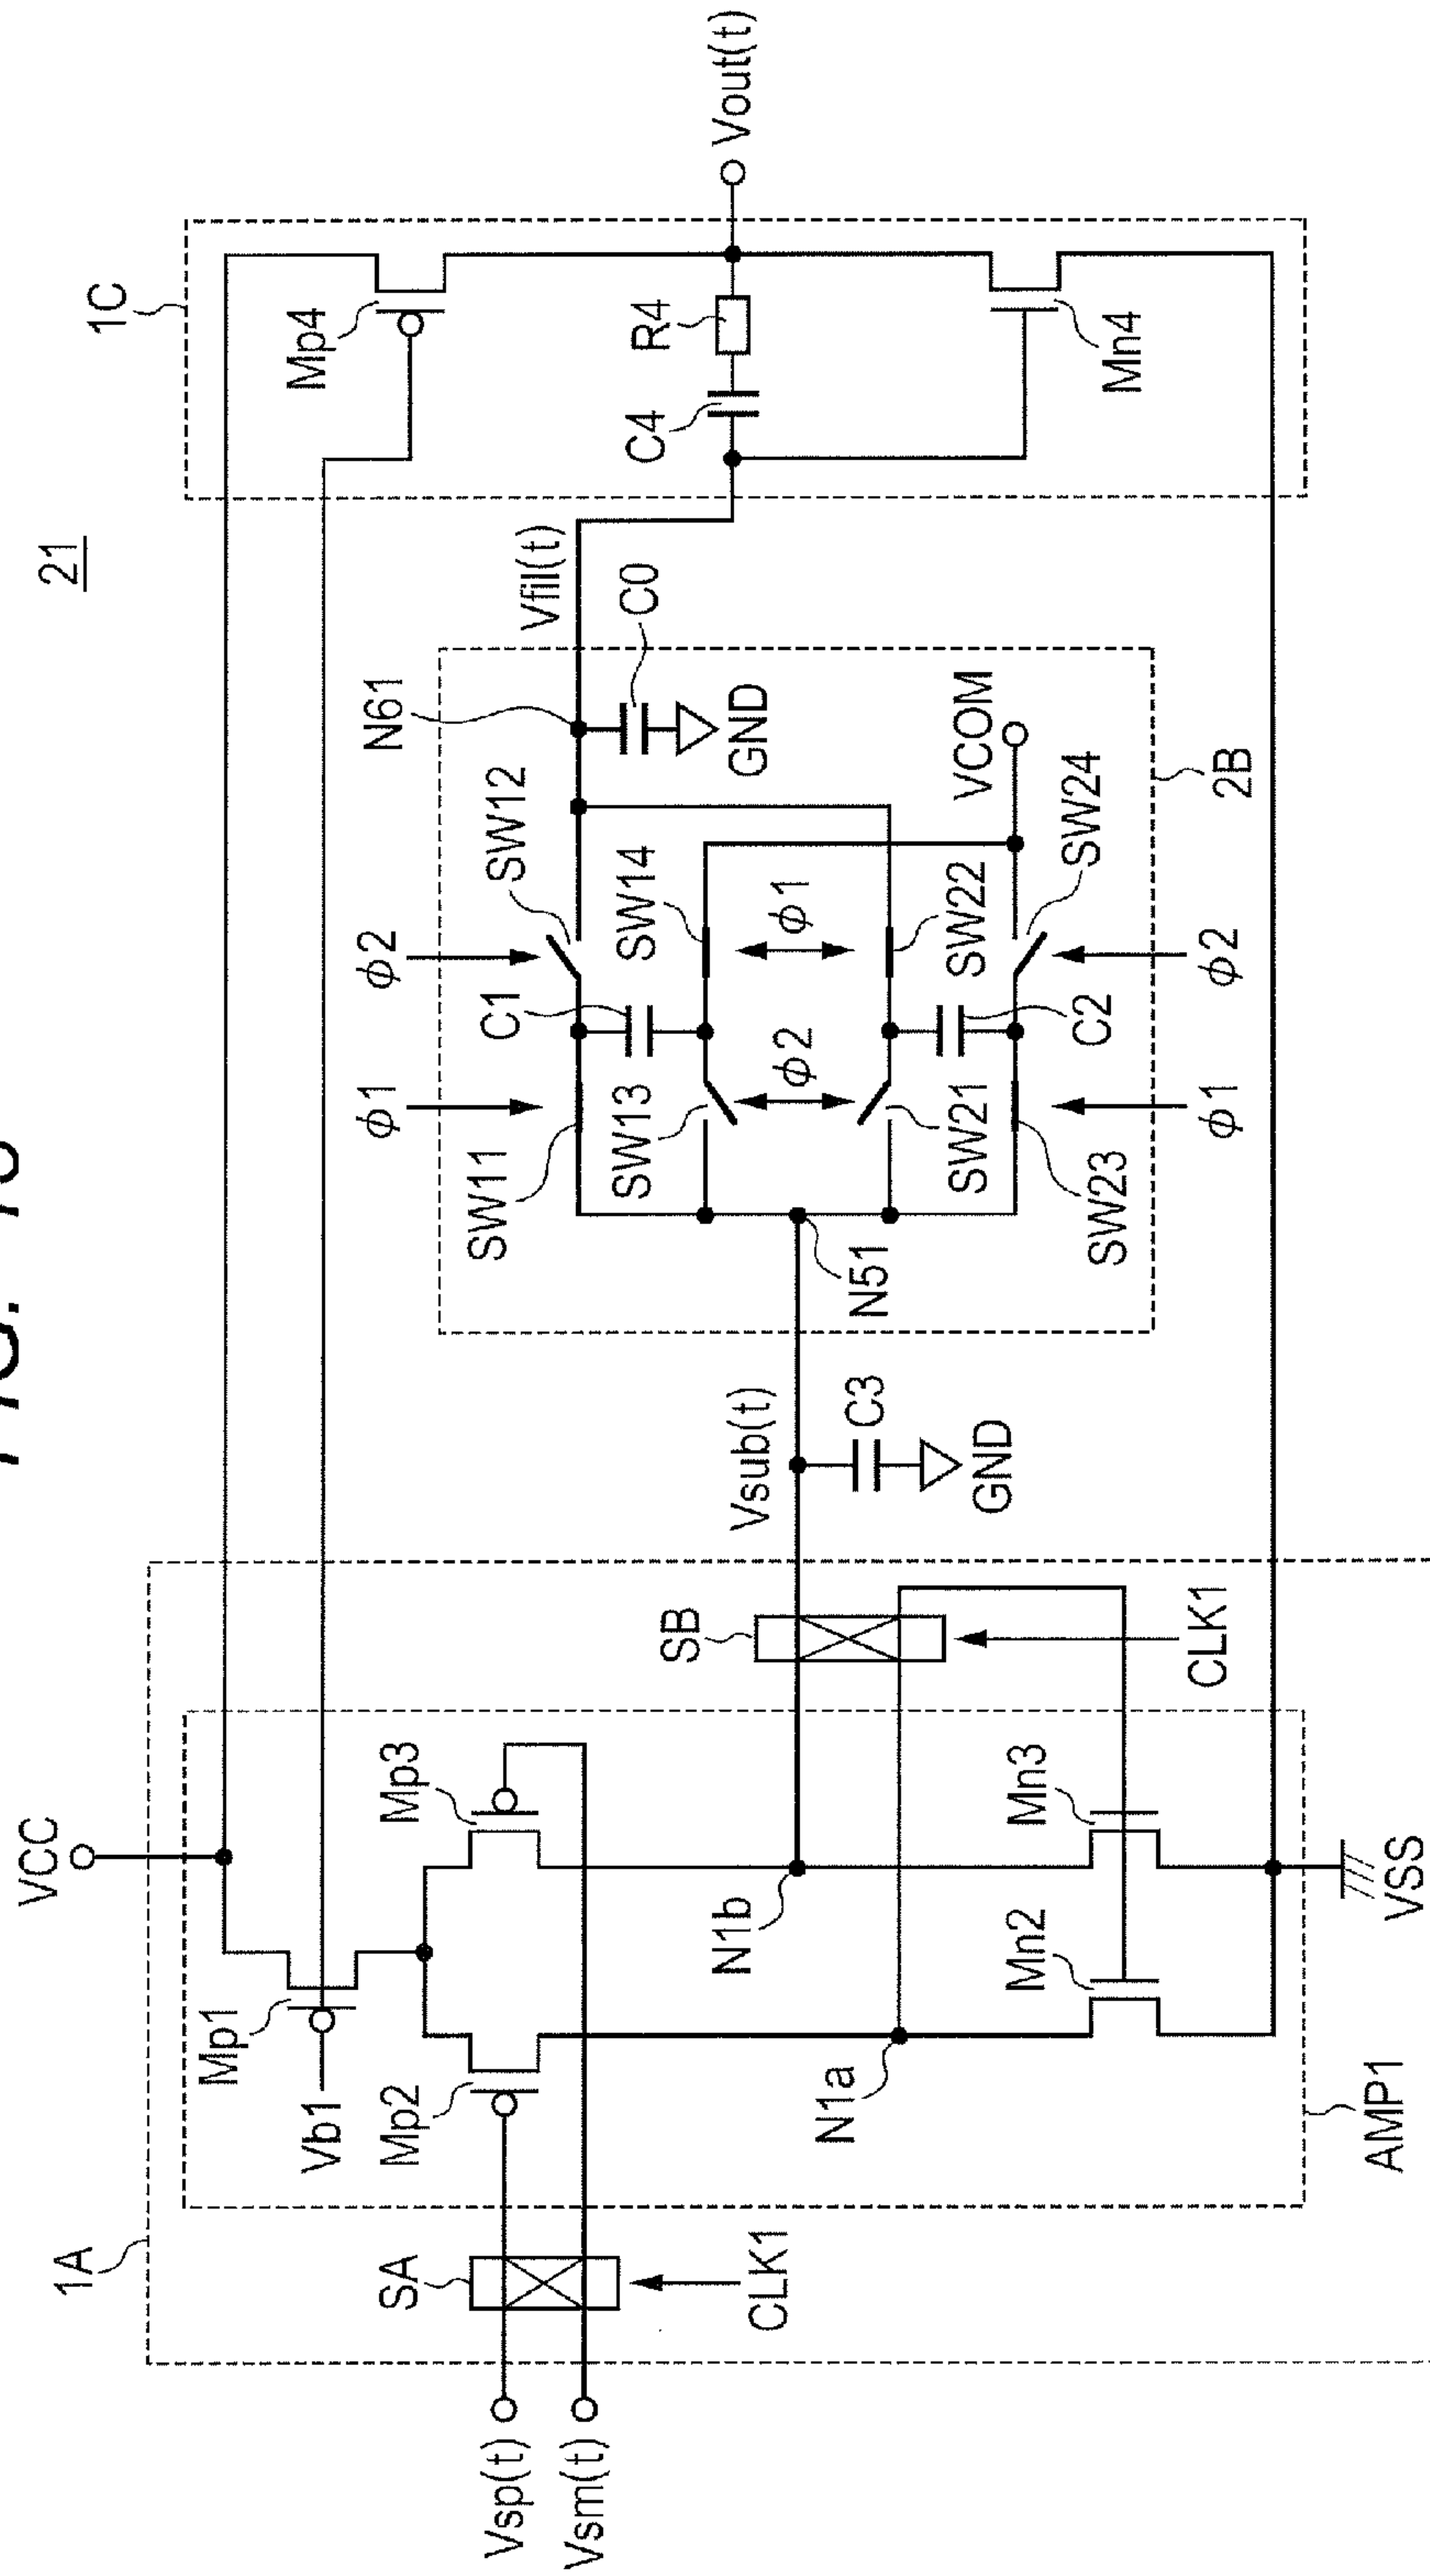 21
1A
VCC
Mp1
Vb1
Mp2
Mp3
SA
CLK1
Vsp(t)
Vsm(t)
N1b
N1a
Mn2
Mn3
VSS
AMP1
SB
CLK1
Vsub(t)
C3
GND
N51
SW11
φ1
SW13
φ2
SW21
SW23
φ1
C1
C2
φ2
SW12
SW14
φ1
SW22
SW24
φ2
VCOM
2B
N61
C0
GND
Vfil(t)
1C
Mp4
C4
R4
Mn4
Vout(t)